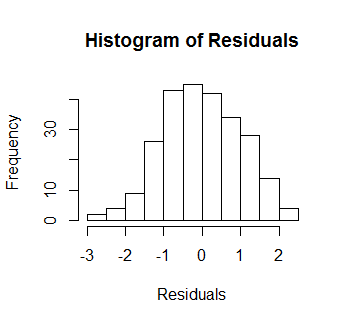 Histogram of Residuals
Frequency
30
10
0
-3 -2 -1 0 1 2
Residuals